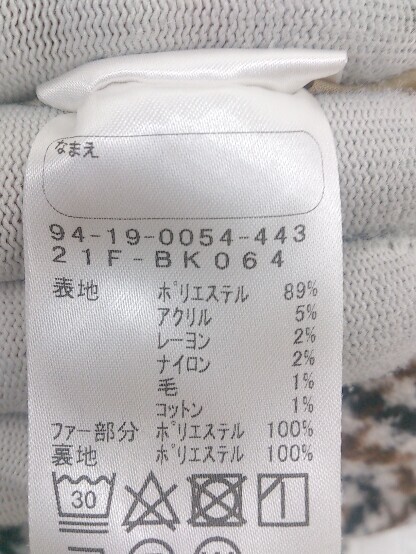 なまえ
94-19-0054-443
21F-BK064
表地 ポリエステル 89%
アクリル 5%
レーヨン 2%
ナイロン 2%
毛 1%
コットン 1%
ファー部分 ポリエステル 100%
裏地 ポリエステル 100%
30